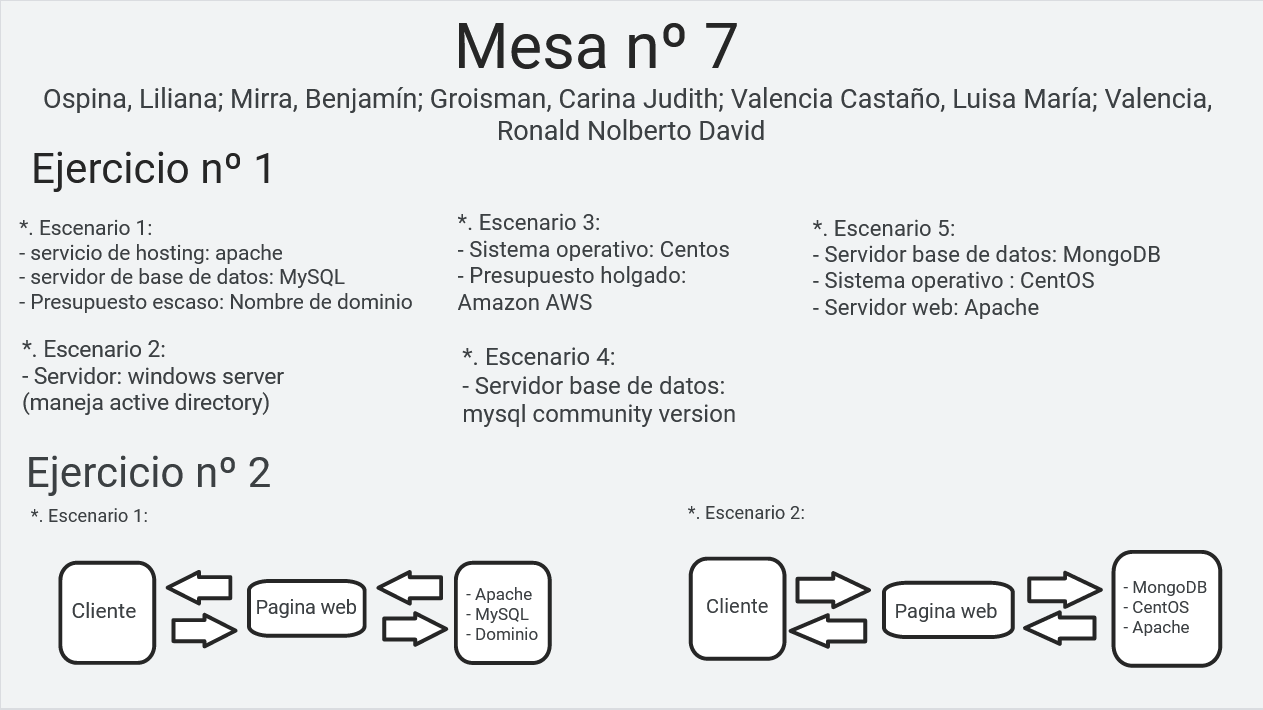 Mesa nº 7
Ospina, Liliana; Mirra, Benjamín; Groisman, Carina Judith; Valencia Castaño, Luisa María; Valencia,
Ronald Nolberto David
Ejercicio nº 1
*. Escenario 1:
- servicio de hosting: apache
- servidor de base de datos: MySQL
- Presupuesto escaso: Nombre de dominio
*. Escenario 2:
- Servidor: windows server
(maneja active directory)
*. Escenario 3:
- Sistema operativo: Centos
- Presupuesto holgado:
Amazon AWS
*. Escenario 4:
- Servidor base de datos:
mysql community version
*. Escenario 5:
- Servidor base de datos: MongoDB
- Sistema operativo : CentOS
- Servidor web: Apache
Ejercicio nº 2
*. Escenario 1:
Cliente
Pagina web
- Apache
- MySQL
- Dominio
*. Escenario 2:
Cliente
Pagina web
- MongoDB
- CentOS
- Apache